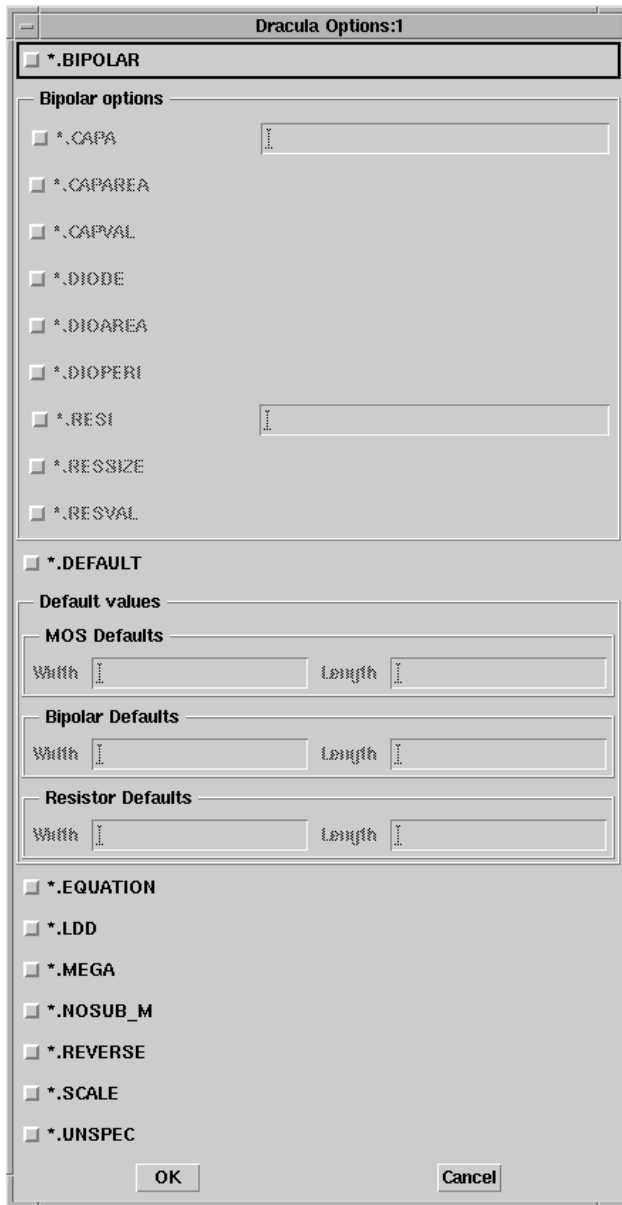 Dracula Options:1
*.BIPOLAR
Bipolar options
*.CAPA
*.CAPAREA
*.CAPVAL
*.DIODE
*.DIOAREA
*.DIOPERI
*.RESI
*.RESSIZE
*.RESVAL
*.DEFAULT
Default values
MOS Defaults
Width Length
Bipolar Defaults
Width Length
Resistor Defaults
Width Length
*.EQUATION
*.LDD
*.MEGA
*.NOSUB_M
*.REVERSE
*.SCALE
*.UNSPEC
OK Cancel